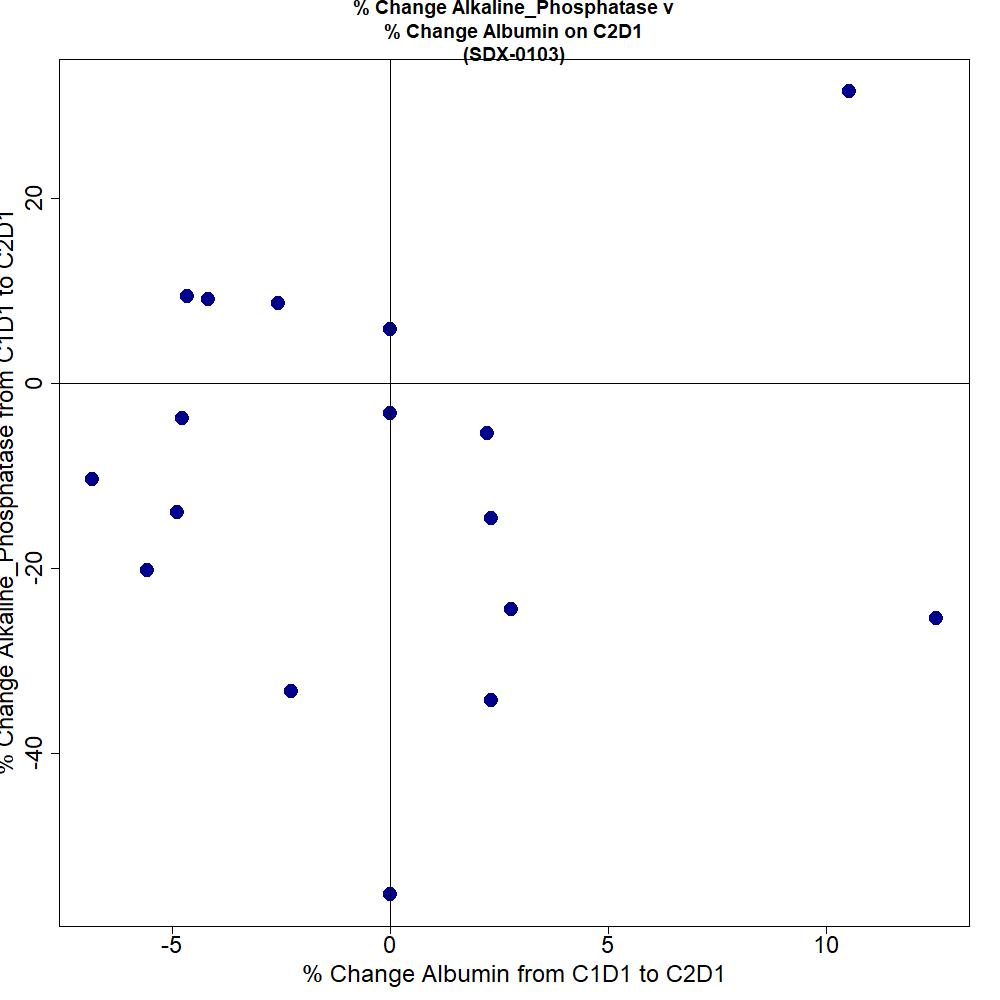 % Change Alkaline_Phosphatase v
% Change Albumin on C2D1
(SDX-0103)
% Change Alkaline_Phosphatase from C1D1 to C2D1
20
0
-20
-40
-5
0
5
10
% Change Albumin from C1D1 to C2D1